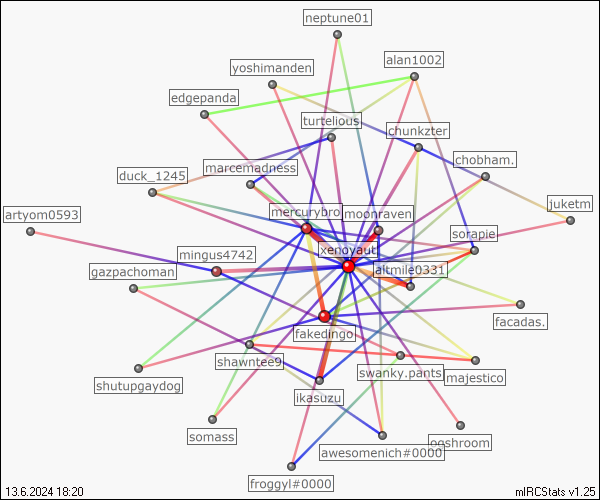 neptune01
alan1002
yoshimanden
edgepanda
turtelious
chunkzter
chobham.
marcemadness
duck_1245
juketm
artyom0593
mercurybro
moonraven
sorapie
xenoyaut
mingus4742
altmile0331
gazpachoman
facadas.
fakedingo
shawntee9
swanky.pants
majestico
shutupgaydog
ikasuzu
somass
ooshroom
awesomenich#0000
froggyl#0000
13.6.2024 18:20
mIRCStats v1.25